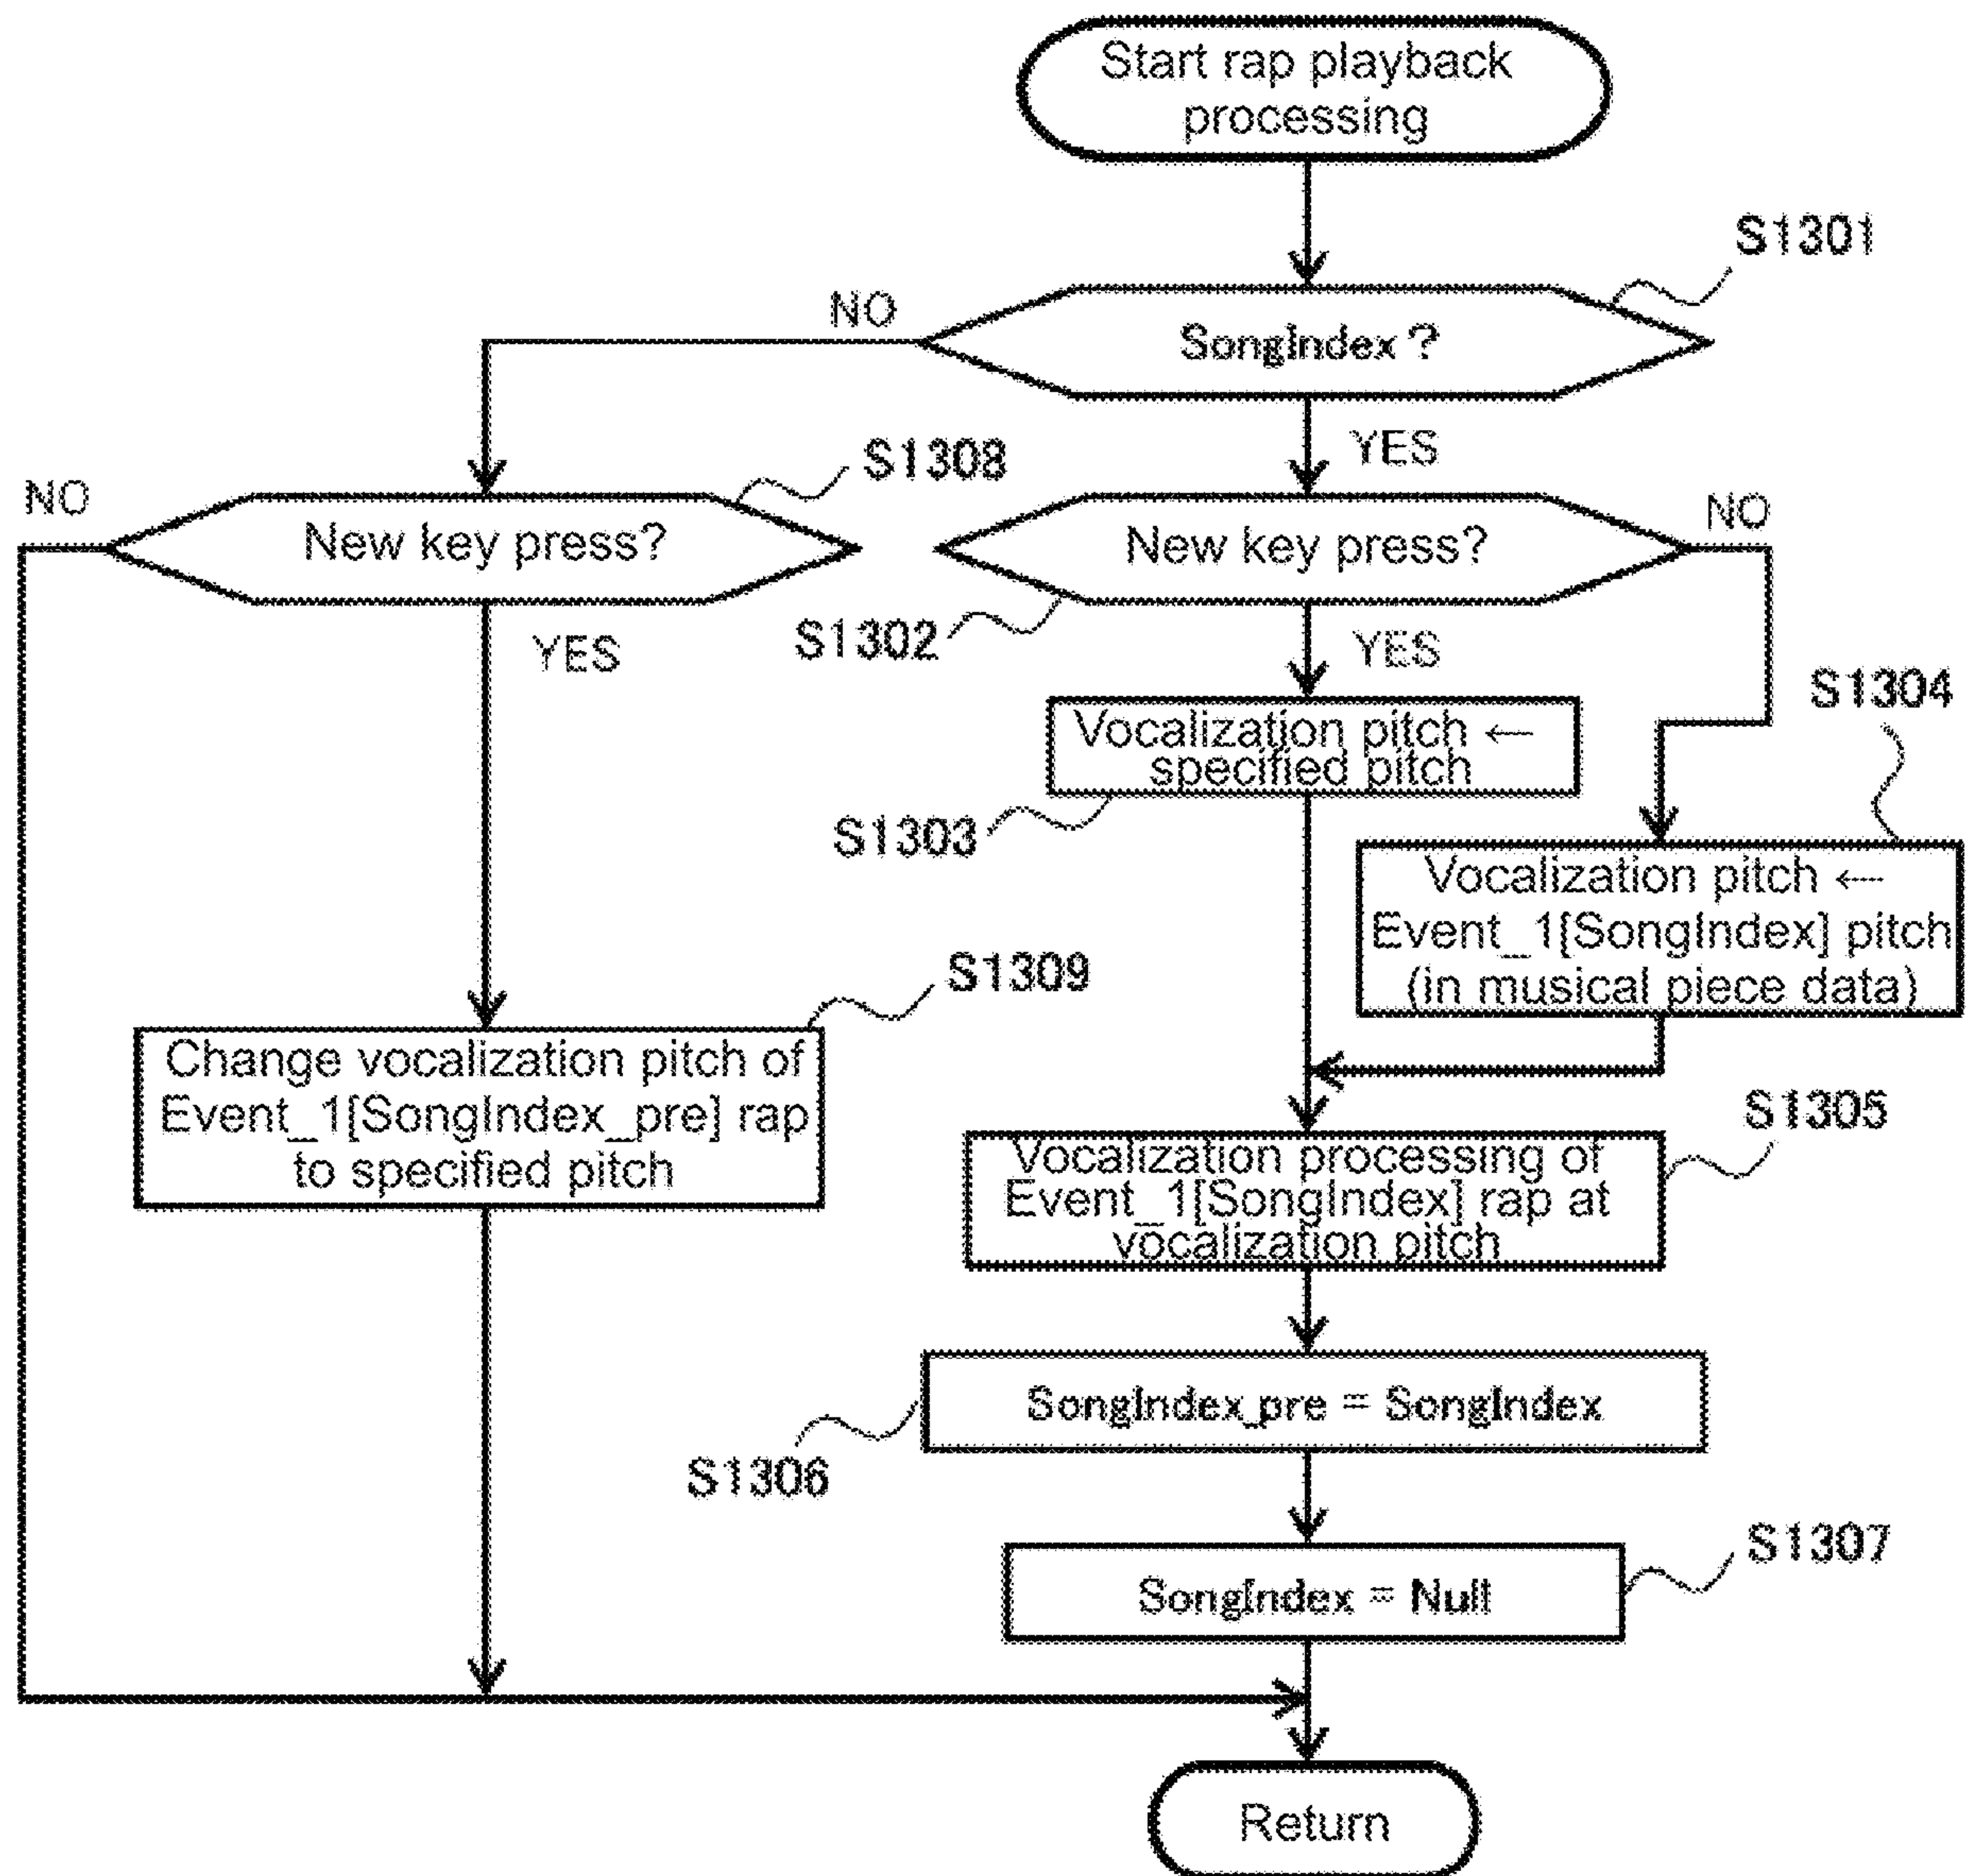 Start rap playback
processing
S1301
NO
SongIndex ?
YES
S1308
NO
New key press?
New key press?
NO
S1302
YES
YES
S1304
Vocalization pitch ←
specified pitch
S1303
Vocalization pitch ←
Event_1[SongIndex] pitch
(in musical piece data)
S1309
Change vocalization pitch of
Event_1[SongIndex_pre] rap
to specified pitch
S1305
Vocalization processing of
Event_1[SongIndex] rap at
vocalization pitch
SongIndex_pre = SongIndex
S1306
S1307
SongIndex = Null
Return